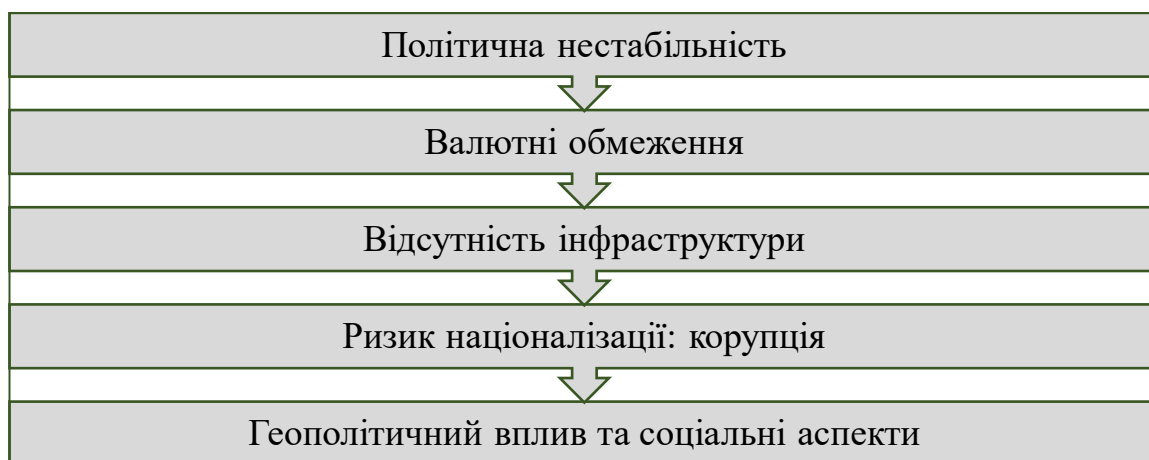 Політична нестабільність
Валютні обмеження
Відсутність інфраструктури
Ризик націоналізації: корупція
Геополітичний вплив та соціальні аспекти